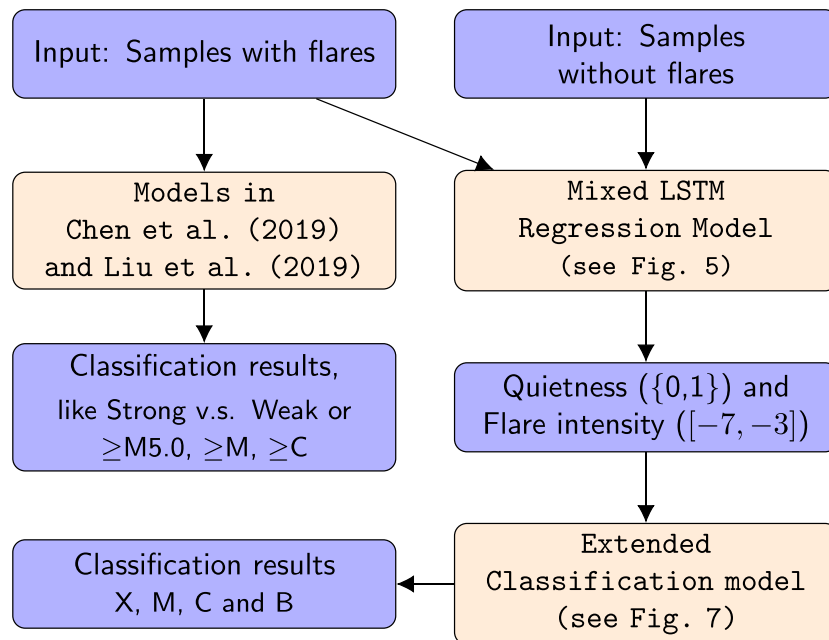 Input: Samples with flares
Input: Samples
without flares
Models in
Chen et al. (2019)
and Liu et al. (2019)
Mixed LSTM
Regression Model
(see Fig. 5)
Classification results,
like Strong v.s. Weak or
≥M5.0, ≥M, ≥C
Quietness ({0,1}) and
Flare intensity ([−7, −3])
Classification results
X, M, C and B
Extended
Classification model
(see Fig. 7)